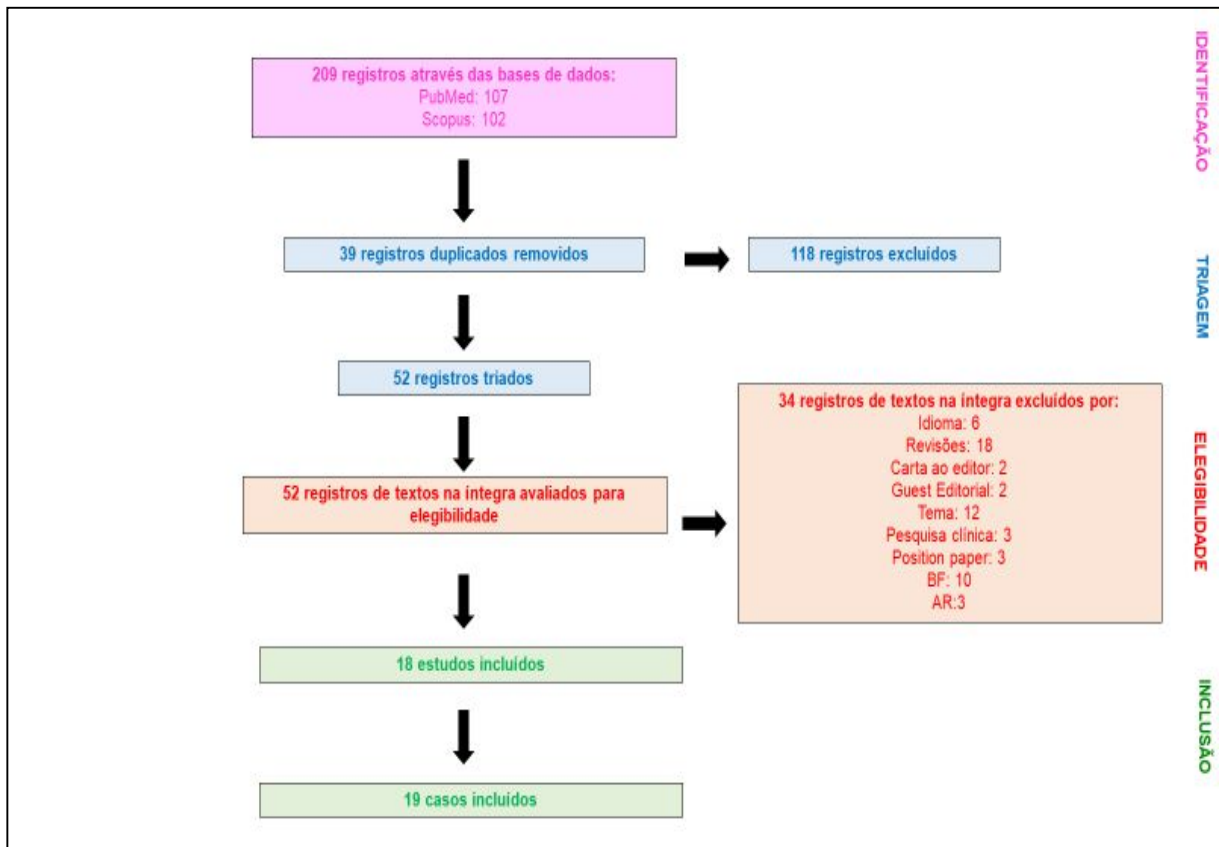 IDENTIFICAÇÃO
209 registros através das bases de dados:
PubMed: 107
Scopus: 102
TRIAGEM
39 registros duplicados removidos
118 registros excluídos
52 registros triados
ELEGIBILIDADE
52 registros de textos na íntegra avaliados para
elegibilidade
34 registros de textos na íntegra excluídos por:
Idioma: 6
Revisões: 18
Carta ao editor: 2
Guest Editorial: 2
Tema: 12
Pesquisa clínica: 3
Position paper: 3
BF: 10
AR:3
INCLUSÃO
18 estudos incluídos
19 casos incluídos